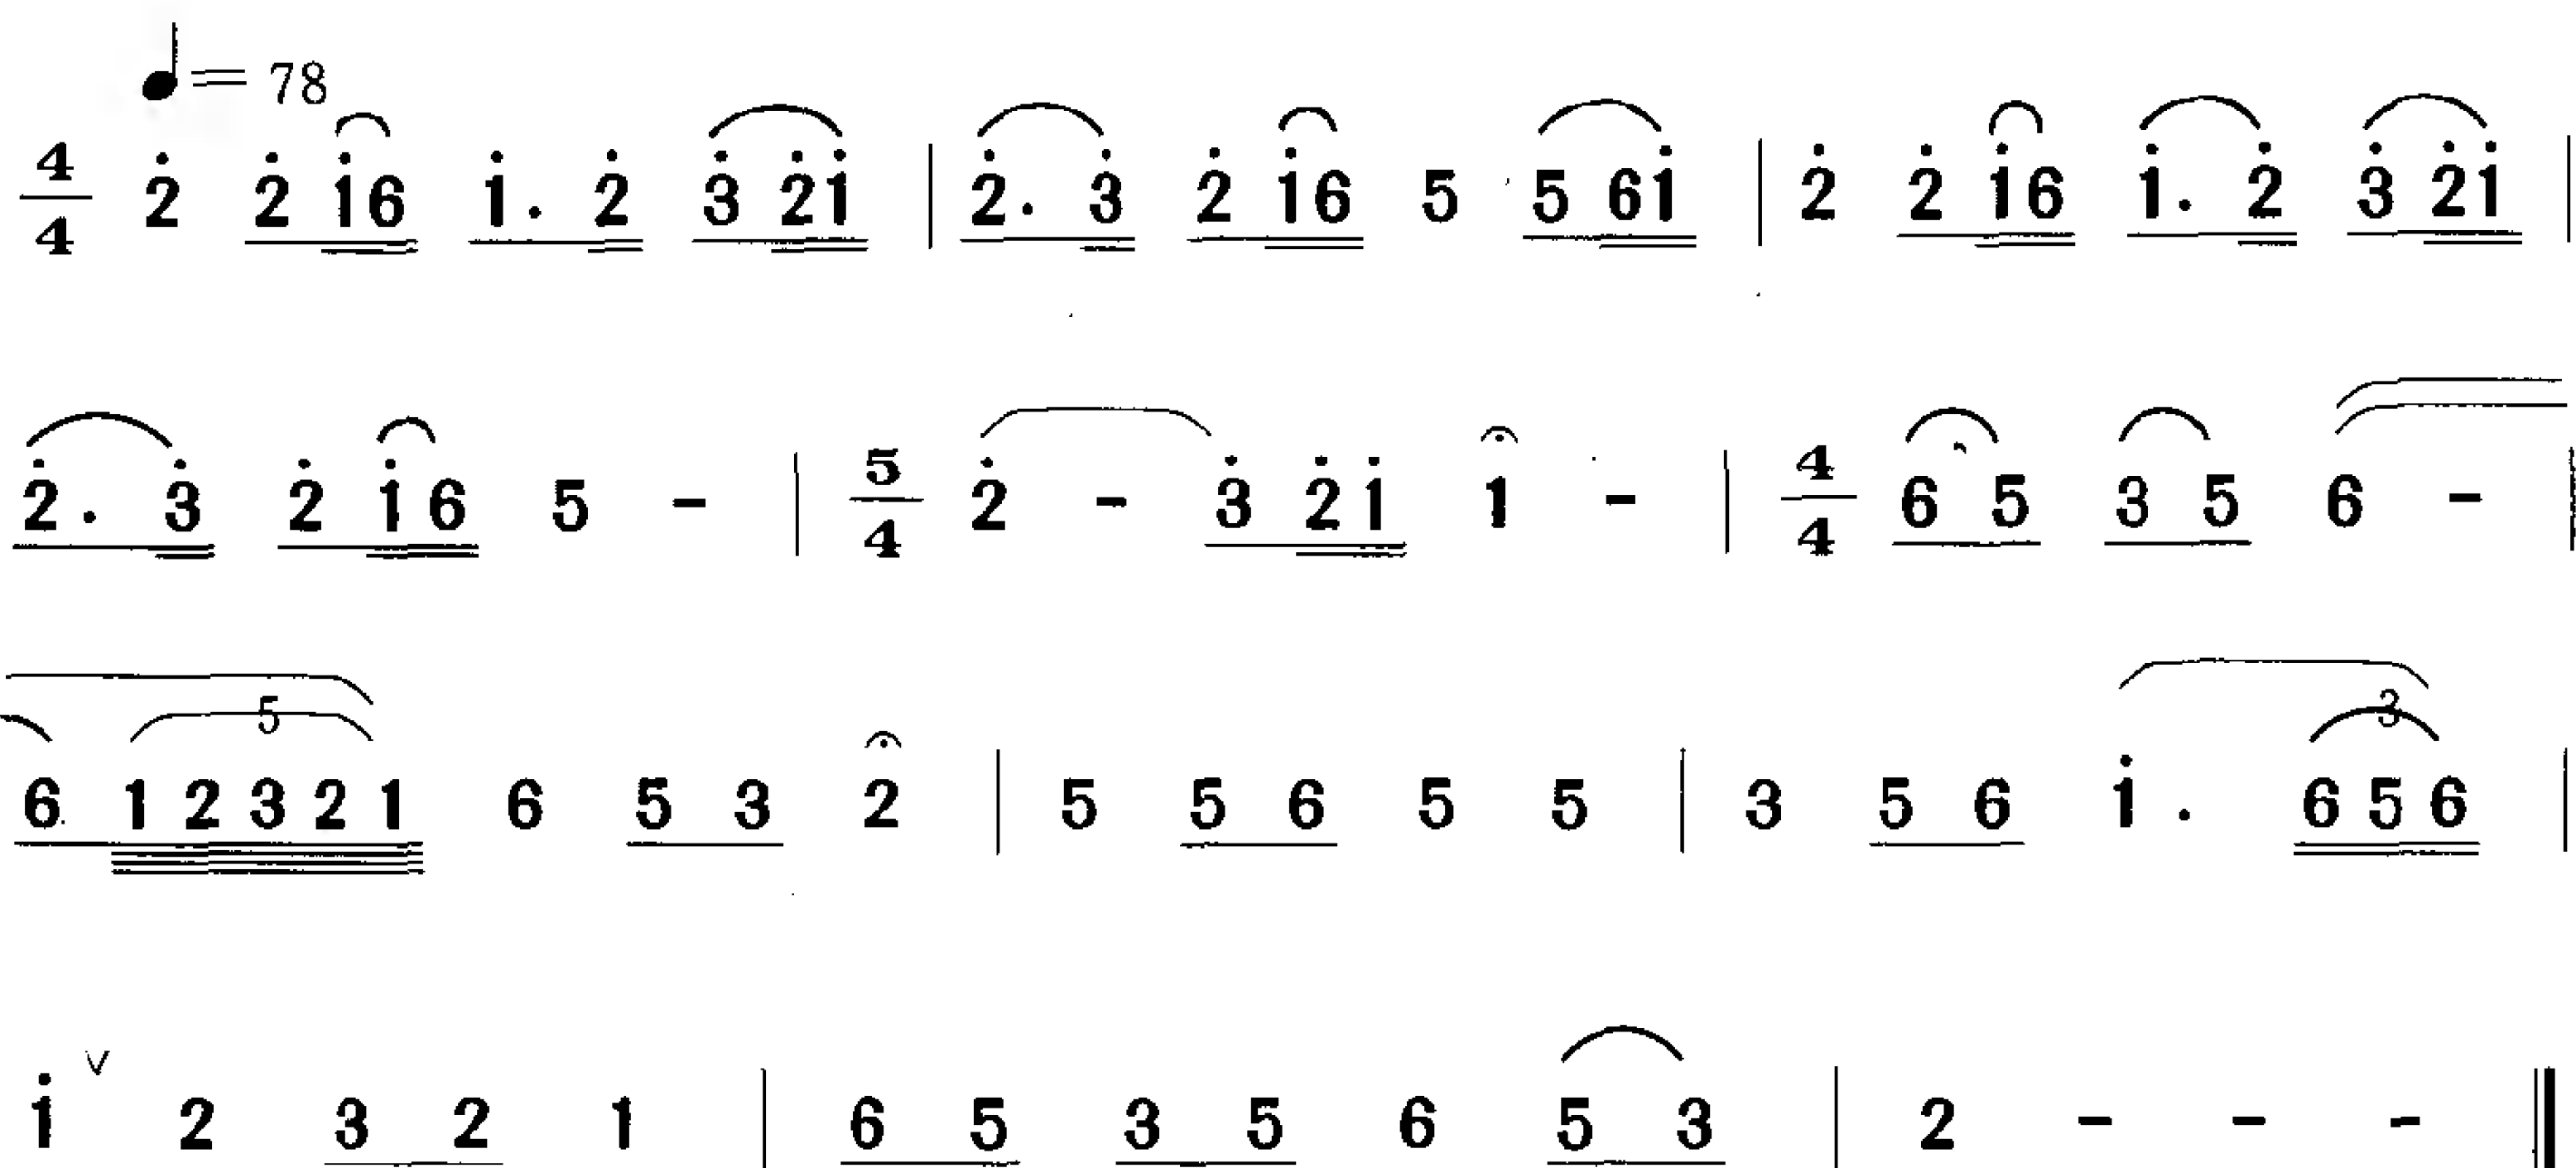 ♩= 78
4/4 2̇ 2̇ 1̇6 1̇. 2̇ 3̇ 2̇1̇ | 2̇. 3̇ 2̇ 1̇6 5 5 61̇ | 2̇ 2̇ 1̇6 1̇. 2̇ 3̇ 2̇1̇ |
2̇. 3̇ 2̇ 1̇6 5 - | 5/4 2̇ - 3̇ 2̇1̇ 1 - | 4/4 6 5 3 5 6 - |
5 3
6 1 2 3 2 1 6 5 3 2 | 5 5 6 5 5 | 3 5 6 1̇. 6 5 6 |
1̇ ∨ 2 3 2 1 | 6 5 3 5 6 5 3 | 2 - - - ‖